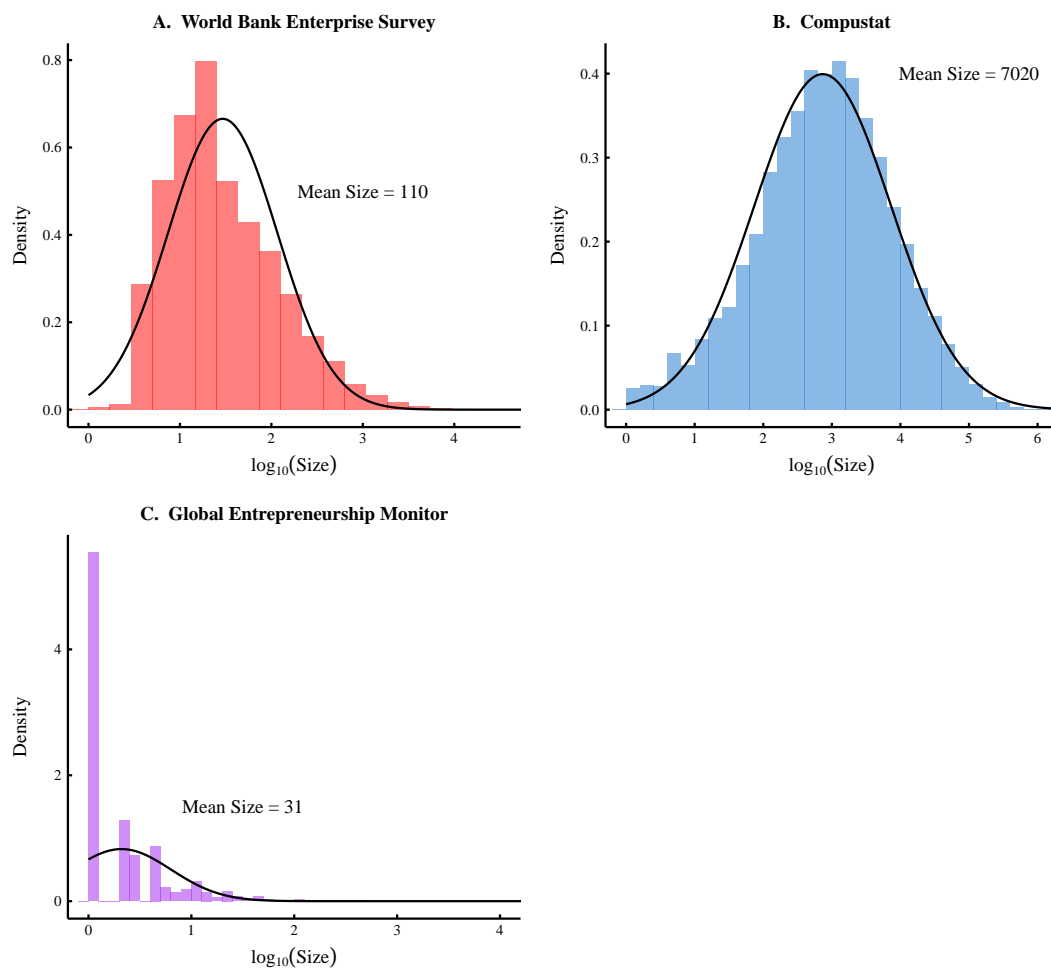 A.  World Bank Enterprise Survey
Density
0.8
0.6
0.4
0.2
0.0
Mean Size = 110
0 1 2 3 4
log₁₀(Size)
B.  Compustat
Density
0.4
0.3
0.2
0.1
0.0
Mean Size = 7020
0 1 2 3 4 5 6
log₁₀(Size)
C.  Global Entrepreneurship Monitor
Density
4
2
0
Mean Size = 31
0 1 2 3 4
log₁₀(Size)